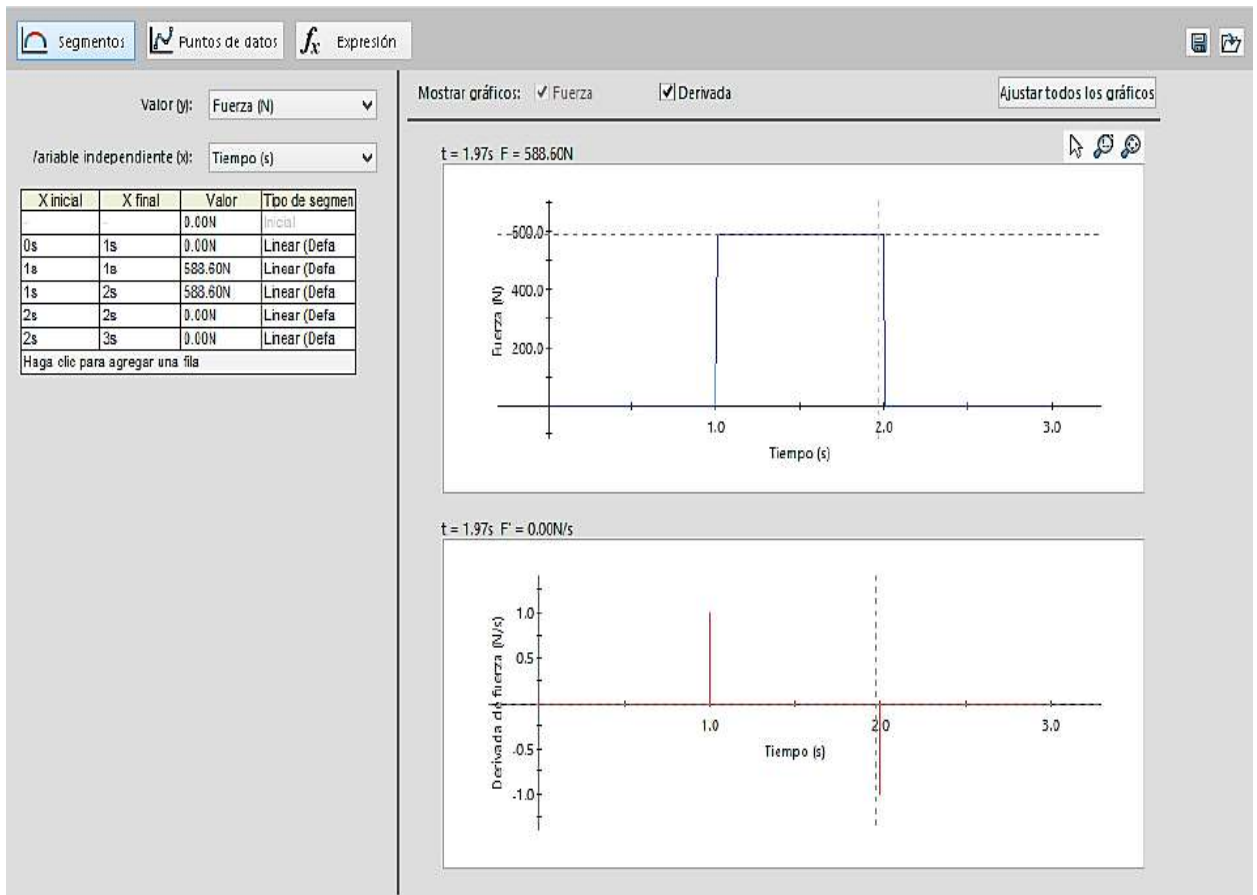 Segmentos Puntos de datos fx Expresión
Valor (y): Fuerza (N)
/ariable independiente (x): Tiempo (s)
X inicial X final Valor Tipo de segmen
- - 0.00N Inicial
0s 1s 0.00N Linear (Defa
1s 1s 588.60N Linear (Defa
1s 2s 588.60N Linear (Defa
2s 2s 0.00N Linear (Defa
2s 3s 0.00N Linear (Defa
Haga clic para agregar una fila
Mostrar gráficos: Fuerza Derivada Ajustar todos los gráficos
t = 1.97s F = 588.60N
600.0
400.0
200.0
Fuerza (N)
1.0 2.0 3.0
Tiempo (s)
t = 1.97s F' = 0.00N/s
1.0
0.5
-0.5
-1.0
Derivada de fuerza (N/s)
1.0 2.0 3.0
Tiempo (s)